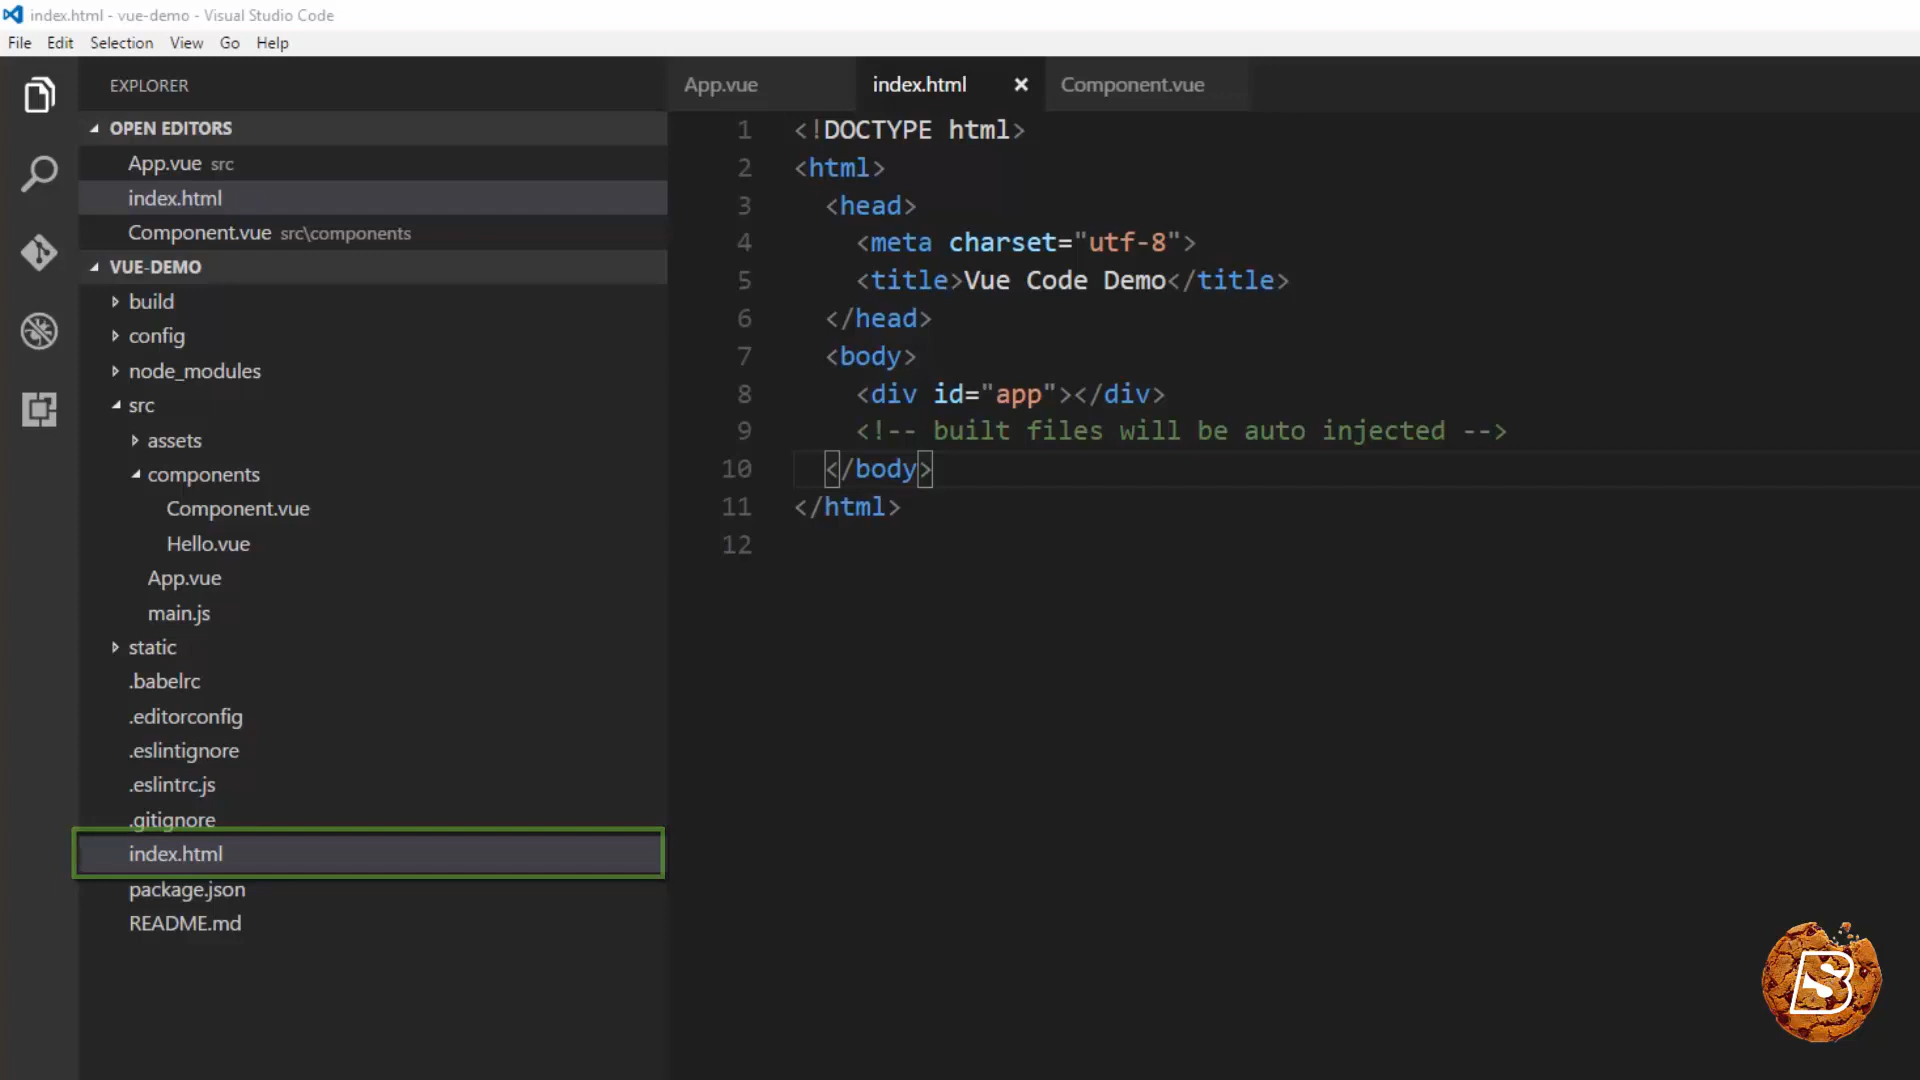 index.html - vue-demo - Visual Studio Code
File Edit Selection View Go Help
EXPLORER
OPEN EDITORS
App.vue src
index.html
Component.vue src\components
VUE-DEMO
build
config
node_modules
src
assets
components
Component.vue
Hello.vue
App.vue
main.js
static
.babelrc
.editorconfig
.eslintignore
.eslintrc.js
.gitignore
index.html
package.json
README.md
App.vue index.html Component.vue
1 <!DOCTYPE html>
2 <html>
3 <head>
4 <meta charset="utf-8">
5 <title>Vue Code Demo</title>
6 </head>
7 <body>
8 <div id="app"></div>
9 <!-- built files will be auto injected -->
10 </body>
11 </html>
12